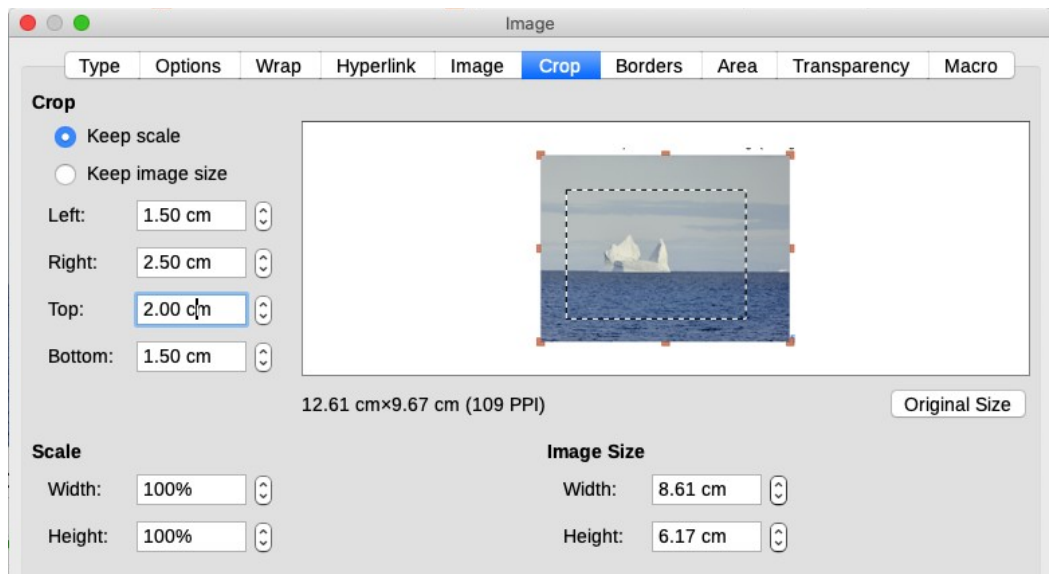 Image
Type Options Wrap Hyperlink Image Crop Borders Area Transparency Macro
Crop
Keep scale
Keep image size
Left: 1.50 cm
Right: 2.50 cm
Top: 2.00 cm
Bottom: 1.50 cm
12.61 cm×9.67 cm (109 PPI)
Original Size
Scale
Image Size
Width: 100%
Width: 8.61 cm
Height: 100%
Height: 6.17 cm